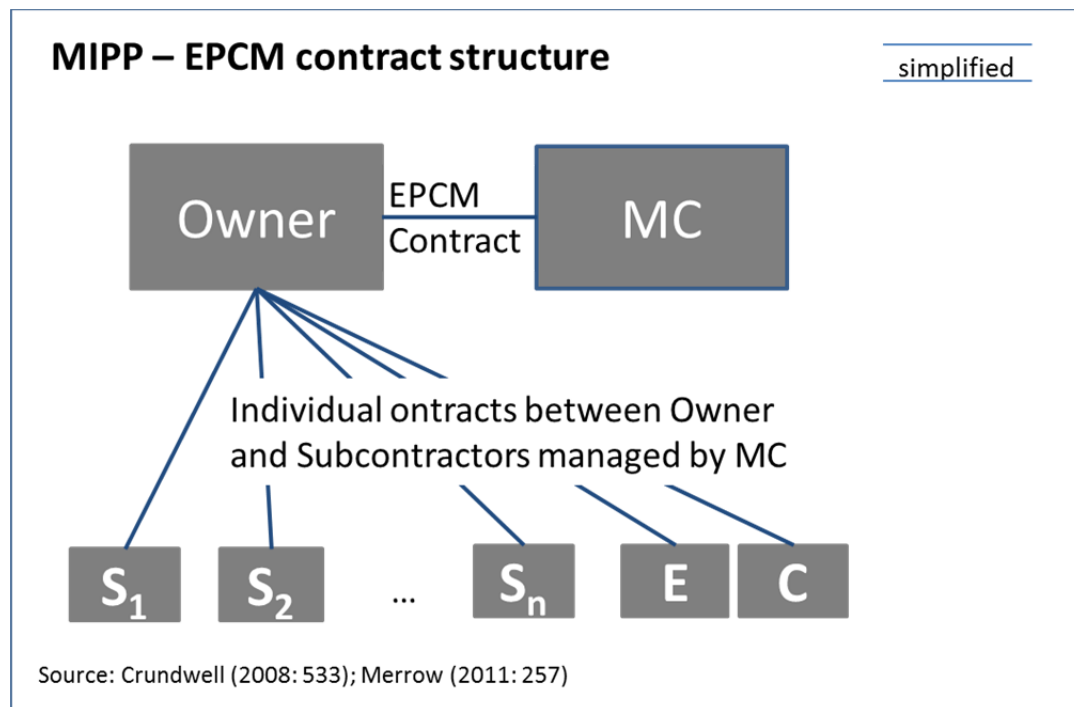 MIPP – EPCM contract structure
simplified
Owner
EPCM
Contract
MC
Individual ontracts between Owner
and Subcontractors managed by MC
S1
S2
...
Sn
E
C
Source: Crundwell (2008: 533); Merrow (2011: 257)